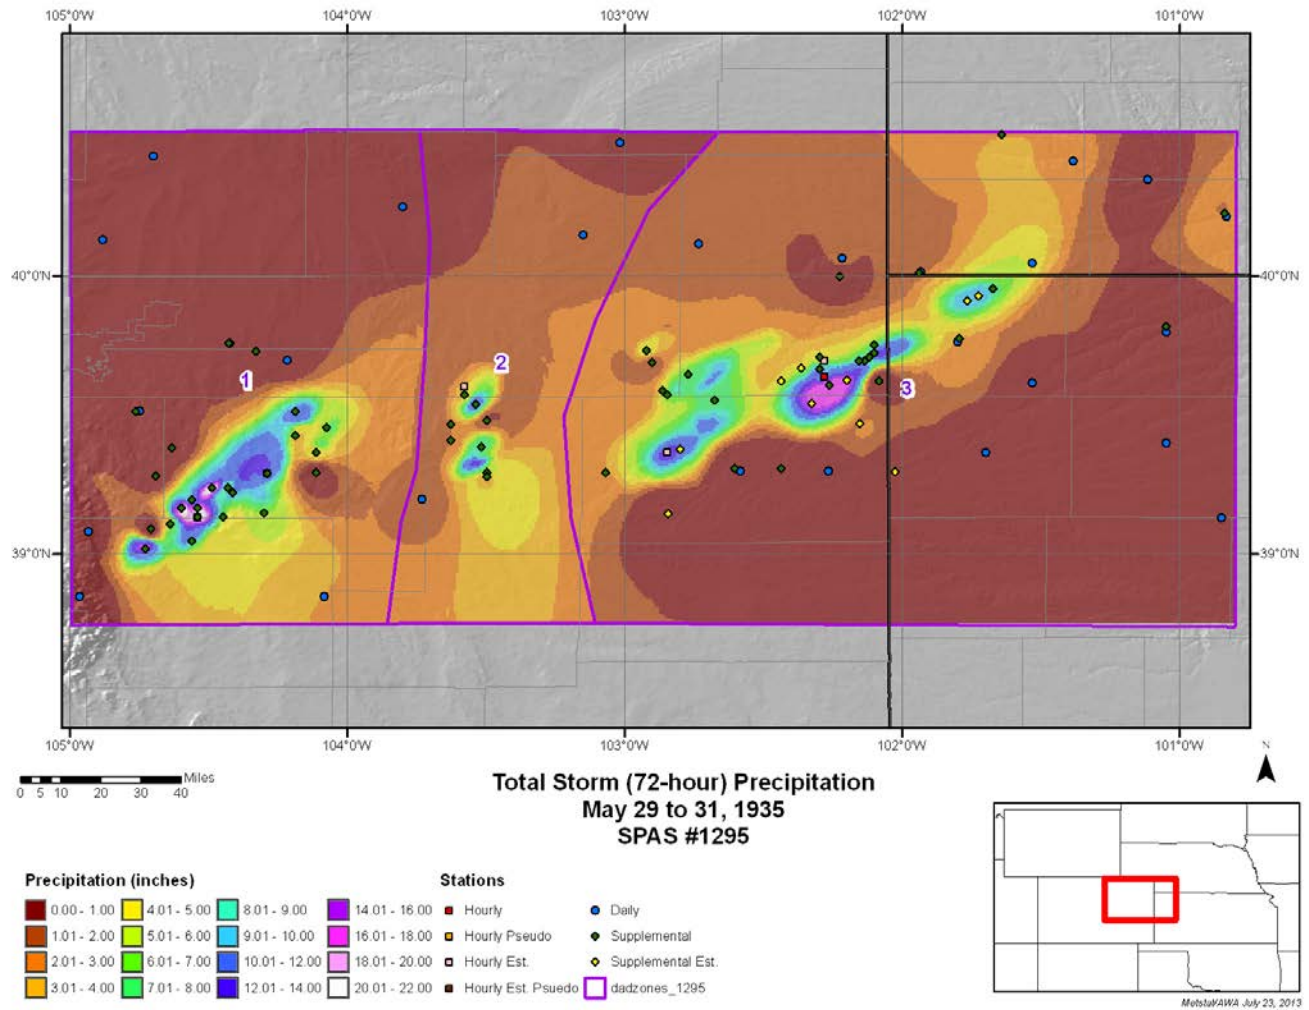 105°0'W 104°0'W 103°0'W 102°0'W 101°0'W
40°0'N 40°0'N
39°0'N 39°0'N
1
2
3
105°0'W 104°0'W 103°0'W 102°0'W 101°0'W
N
Miles
0 5 10 20 30 40
Total Storm (72-hour) Precipitation
May 29 to 31, 1935
SPAS #1295
Precipitation (inches)
0.00 - 1.00 4.01 - 5.00 8.01 - 9.00 14.01 - 16.00
1.01 - 2.00 5.01 - 6.00 9.01 - 10.00 16.01 - 18.00
2.01 - 3.00 6.01 - 7.00 10.01 - 12.00 18.01 - 20.00
3.01 - 4.00 7.01 - 8.00 12.01 - 14.00 20.01 - 22.00
Stations
Hourly Daily
Hourly Pseudo Supplemental
Hourly Est. Supplemental Est.
Hourly Est. Psuedo dadzones_1295
Metstat/AWA July 23, 2013